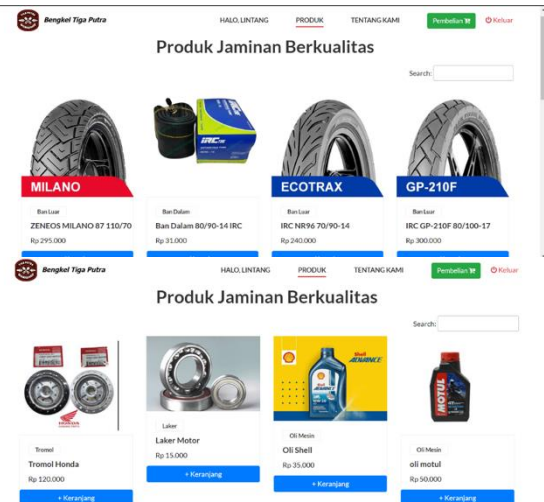 Bengkel Tiga Putra
HALO, LINTANG
PRODUK
TENTANG KAMI
Pembelian
Keluar
Produk Jaminan Berkualitas
Search:
MILANO
IRC
ECOTRAX
GP-210F
Ban Luar
Ban Dalam
Ban Luar
Ban Luar
ZENEOS MILANO 87 110/70
Ban Dalam 80/90-14 IRC
IRC NR96 70/90-14
IRC GP-210F 80/100-17
Rp 295.000
Rp 31.000
Rp 240.000
Rp 300.000
Bengkel Tiga Putra
HALO, LINTANG
PRODUK
TENTANG KAMI
Pembelian
Keluar
Produk Jaminan Berkualitas
Search:
HONDA
Shell
ADVANCE
MOTUL
Tromol
Tromol Honda
Rp 120.000
+ Keranjang
Laker
Laker Motor
Rp 15.000
+ Keranjang
Oli Mesin
Oli Shell
Rp 35.000
+ Keranjang
Oli Mesin
oli motul
Rp 50.000
+ Keranjang